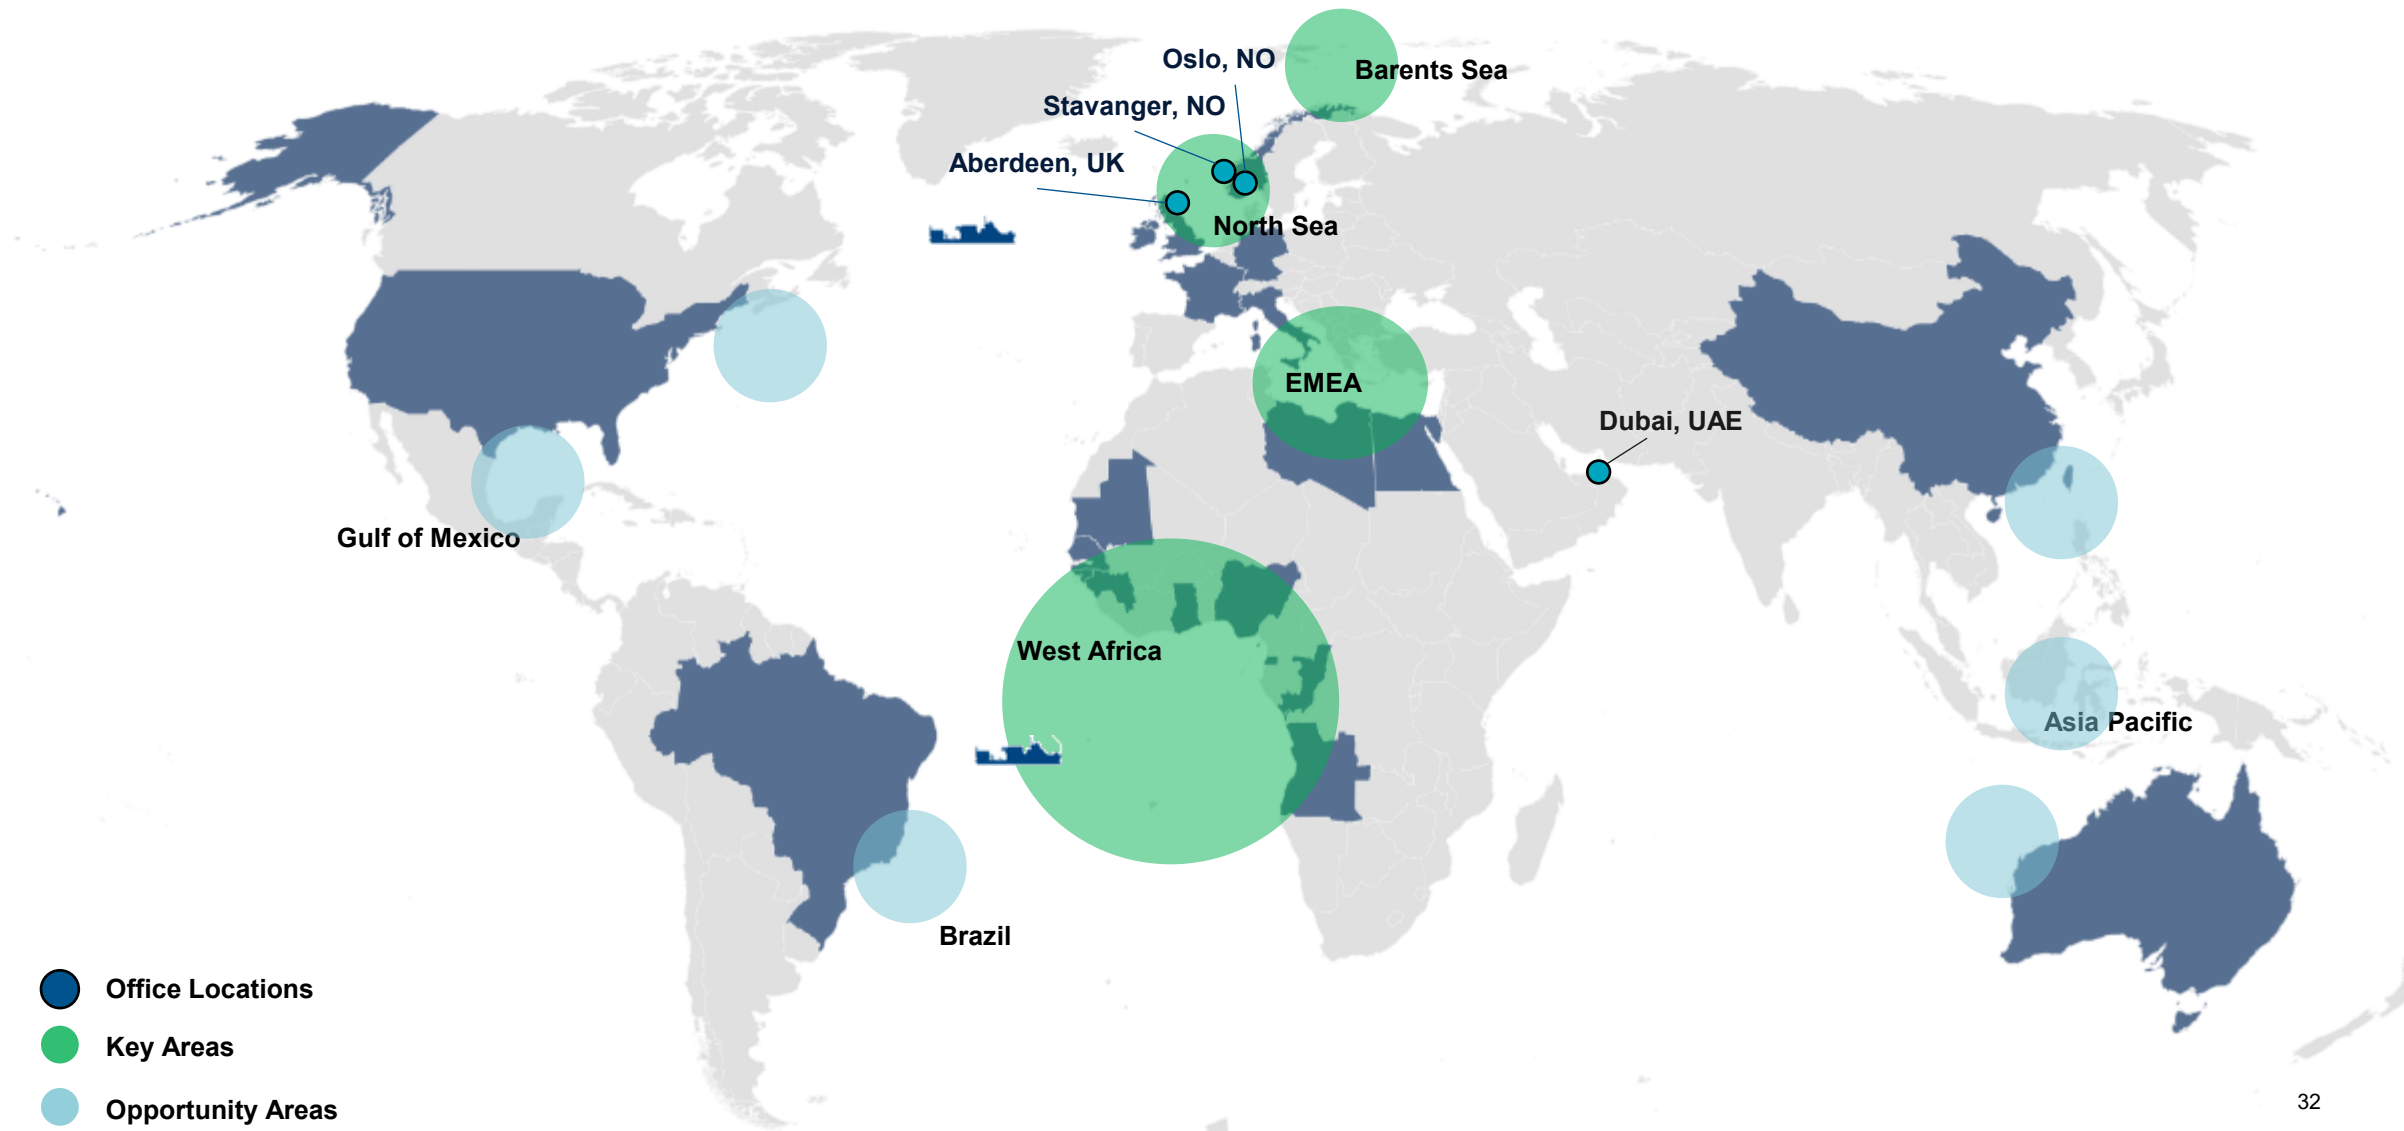 Oslo, NO
Barents Sea
Stavanger, NO
Aberdeen, UK
North Sea
EMEA
Dubai, UAE
Gulf of Mexico
West Africa
Asia Pacific
Brazil
Office Locations
Key Areas
Opportunity Areas
32